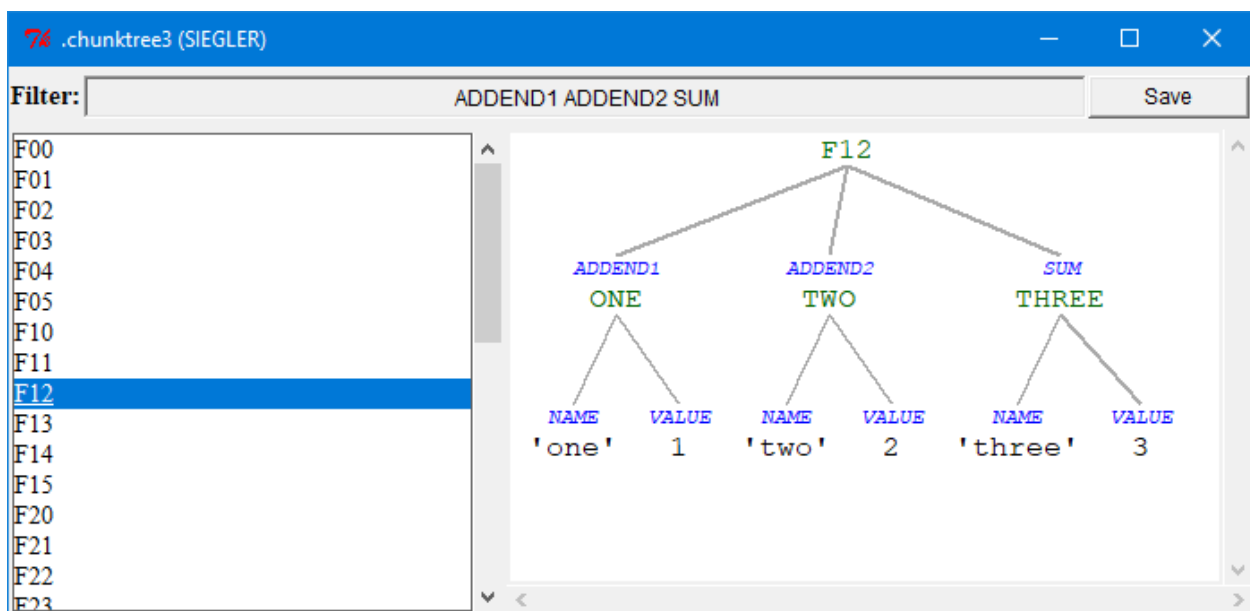 .chunktree3 (SIEGLER)
Filter: ADDEND1 ADDEND2 SUM Save
F00
F01
F02
F03
F04
F05
F10
F11
F12
F13
F14
F15
F20
F21
F22
F23
F12
ADDEND1 ADDEND2 SUM
ONE TWO THREE
NAME VALUE NAME VALUE NAME VALUE
'one' 1 'two' 2 'three' 3